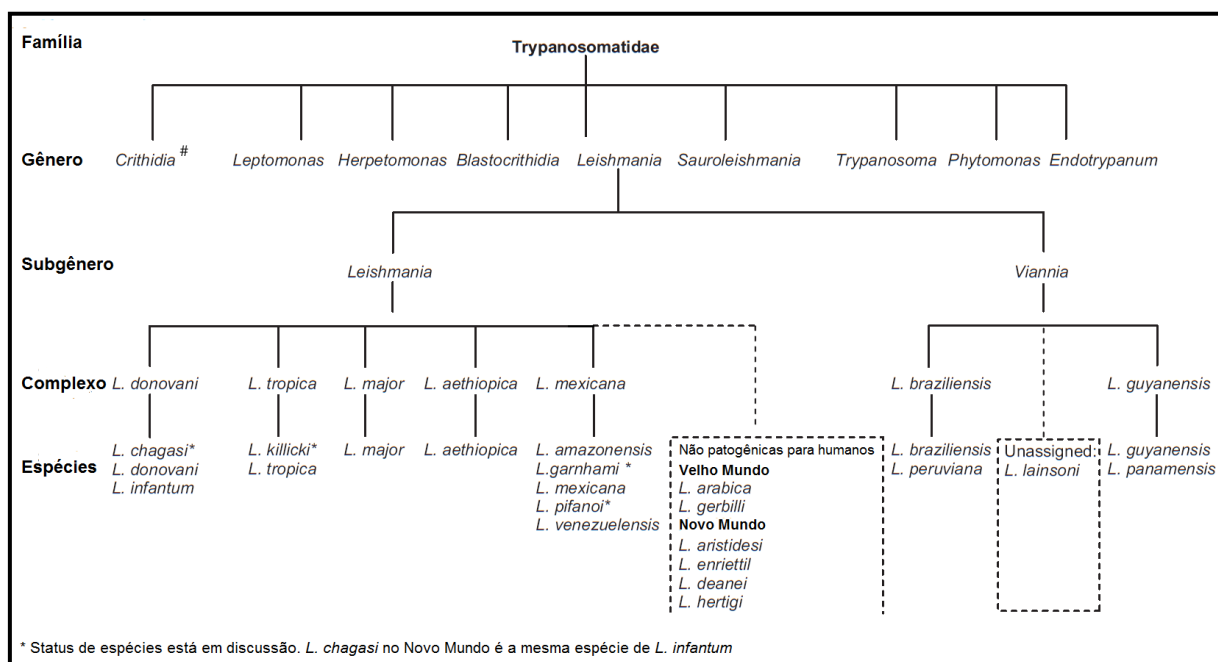 Família
Trypanosomatidae
Gênero
Crithidia # Leptomonas Herpetomonas Blastocrithidia Leishmania Sauroleishmania Trypanosoma Phytomonas Endotrypanum
Subgênero
Leishmania Viannia
Complexo
L. donovani L. tropica L. major L. aethiopica L. mexicana L. braziliensis L. guyanensis
Espécies
L. chagasi*
L. donovani
L. infantum
L. killicki*
L. tropica
L. major
L. aethiopica
L. amazonensis
L.garnhami *
L. mexicana
L. pifanoi*
L. venezuelensis
Não patogênicas para humanos
Velho Mundo
L. arabica
L. gerbilli
Novo Mundo
L. aristidesi
L. enriettil
L. deanei
L. hertigi
L. braziliensis
L. peruviana
Unassigned:
L. lainsoni
L. guyanensis
L. panamensis
* Status de espécies está em discussão. L. chagasi no Novo Mundo é a mesma espécie de L. infantum